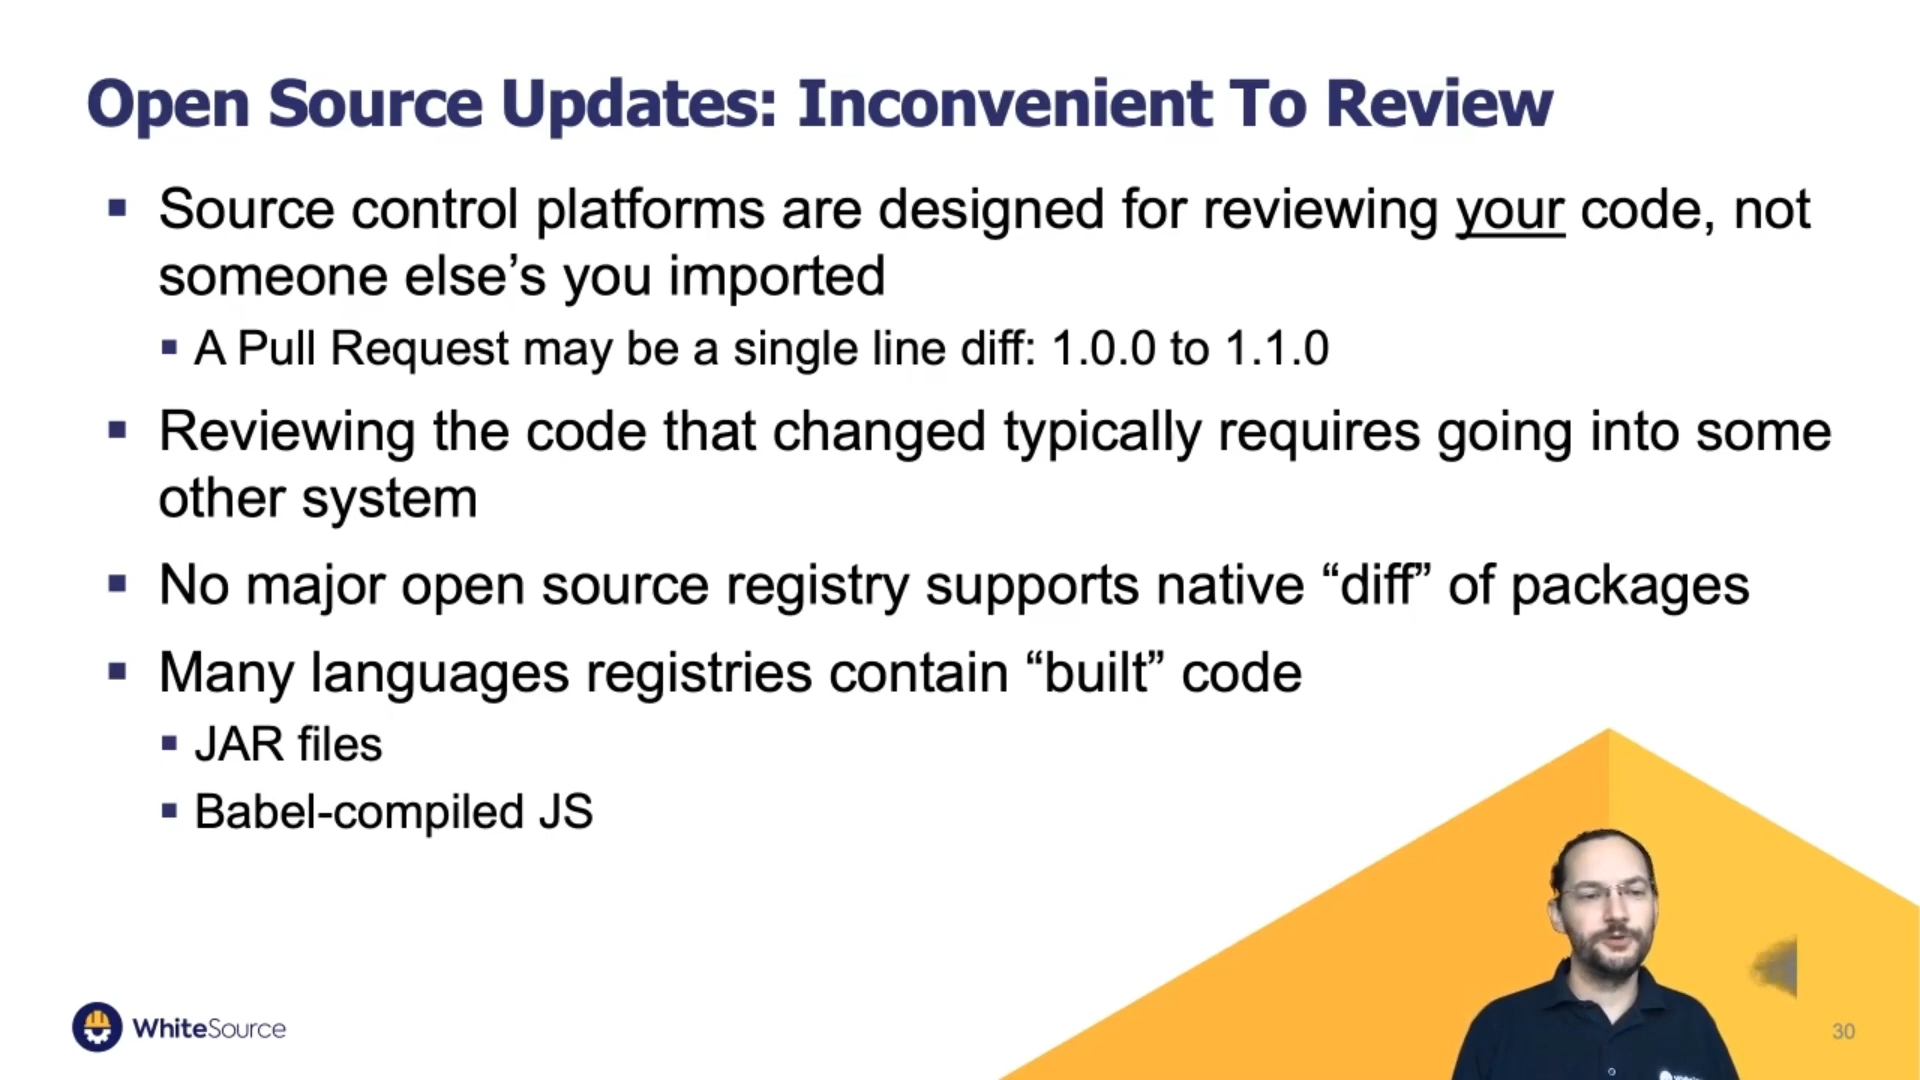 Open Source Updates: Inconvenient To Review
Source control platforms are designed for reviewing your code, not
someone else’s you imported
A Pull Request may be a single line diff: 1.0.0 to 1.1.0
Reviewing the code that changed typically requires going into some
other system
No major open source registry supports native “diff” of packages
Many languages registries contain “built” code
JAR files
Babel-compiled JS
WhiteSource
30